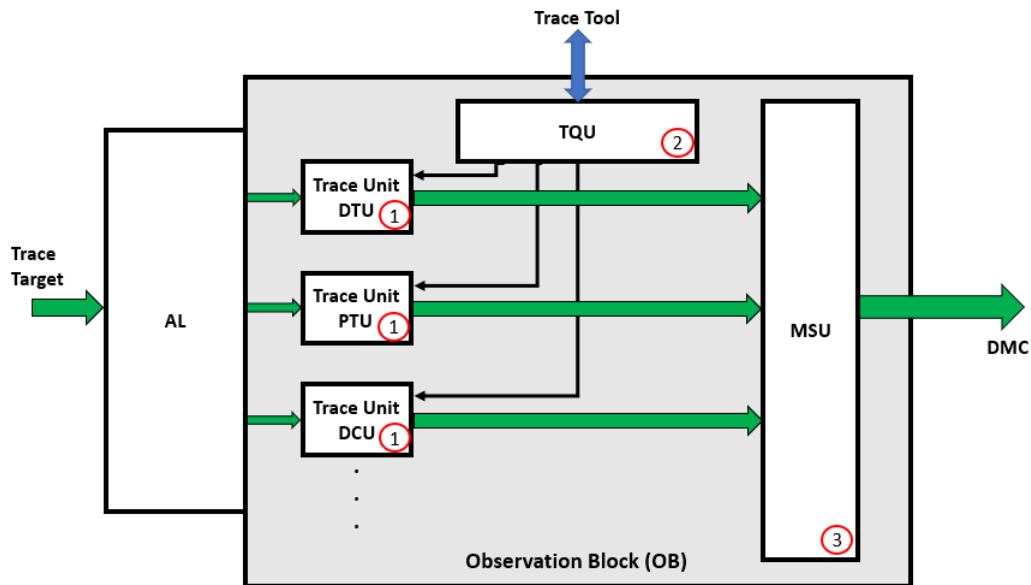 Trace Tool
TQU
2
Trace Unit
DTU
1
Trace
Target
AL
Trace Unit
PTU
1
MSU
DMC
Trace Unit
DCU
1
.
.
.
3
Observation Block (OB)